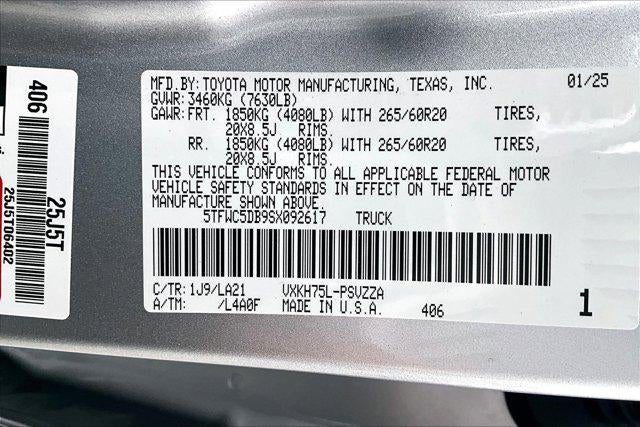 406
25J5T
25J5T06402
MFD.BY:TOYOTA MOTOR MANUFACTURING, TEXAS, INC. 01/25
GVWR:3460KG (7630LB)
GAWR:FRT. 1850KG (4080LB) WITH 265/60R20 TIRES,
20X8.5J RIMS.
RR. 1850KG (4080LB) WITH 265/60R20 TIRES,
20X8.5J RIMS.
THIS VEHICLE CONFORMS TO ALL APPLICABLE FEDERAL MOTOR
VEHICLE SAFETY STANDARDS IN EFFECT ON THE DATE OF
MANUFACTURE SHOWN ABOVE.
5TFWC5DB9SX092617 TRUCK
C/TR:1J9/LA21 VXKH75L-PSVZZA
A/TM: /L4A0F MADE IN U.S.A. 406 1